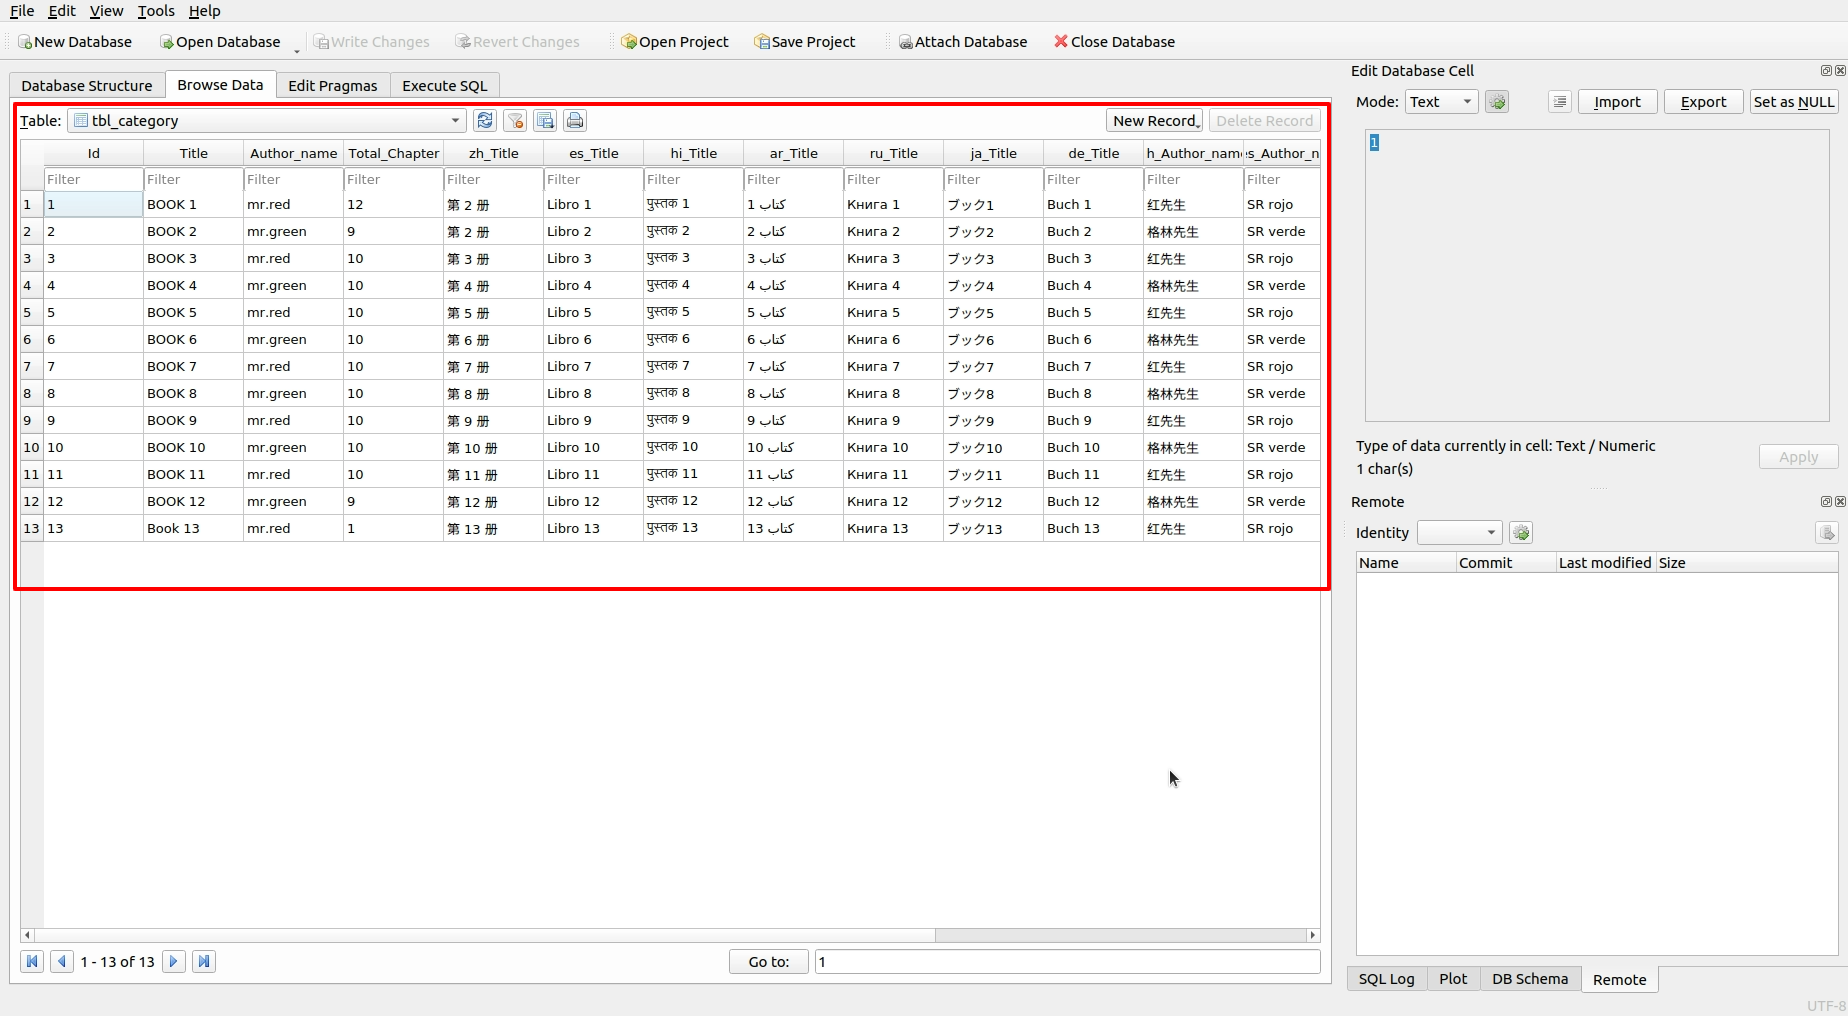 File Edit View Tools Help
New Database Open Database Write Changes Revert Changes Open Project Save Project Attach Database Close Database
Database Structure Browse Data Edit Pragmas Execute SQL
Table: tbl_category New Record Delete Record
Id Title Author_name Total_Chapter zh_Title es_Title hi_Title ar_Title ru_Title ja_Title de_Title h_Author_nam s_Author_n
Filter Filter Filter Filter Filter Filter Filter Filter Filter Filter Filter Filter Filter
1 1 BOOK 1 mr.red 12 第 2 册 Libro 1 पुस्तक 1 كتاب 1 Книга 1 ブック1 Buch 1 红先生 SR rojo
2 2 BOOK 2 mr.green 9 第 2 册 Libro 2 पुस्तक 2 كتاب 2 Книга 2 ブック2 Buch 2 格林先生 SR verde
3 3 BOOK 3 mr.red 10 第 3 册 Libro 3 पुस्तक 3 كتاب 3 Книга 3 ブック3 Buch 3 红先生 SR rojo
4 4 BOOK 4 mr.green 10 第 4 册 Libro 4 पुस्तक 4 كتاب 4 Книга 4 ブック4 Buch 4 格林先生 SR verde
5 5 BOOK 5 mr.red 10 第 5 册 Libro 5 पुस्तक 5 كتاب 5 Книга 5 ブック5 Buch 5 红先生 SR rojo
6 6 BOOK 6 mr.green 10 第 6 册 Libro 6 पुस्तक 6 كتاب 6 Книга 6 ブック6 Buch 6 格林先生 SR verde
7 7 BOOK 7 mr.red 10 第 7 册 Libro 7 पुस्तक 7 كتاب 7 Книга 7 ブック7 Buch 7 红先生 SR rojo
8 8 BOOK 8 mr.green 10 第 8 册 Libro 8 पुस्तक 8 كتاب 8 Книга 8 ブック8 Buch 8 格林先生 SR verde
9 9 BOOK 9 mr.red 10 第 9 册 Libro 9 पुस्तक 9 كتاب 9 Книга 9 ブック9 Buch 9 红先生 SR rojo
10 10 BOOK 10 mr.green 10 第 10 册 Libro 10 पुस्तक 10 كتاب 10 Книга 10 ブック10 Buch 10 格林先生 SR verde
11 11 BOOK 11 mr.red 10 第 11 册 Libro 11 पुस्तक 11 كتاب 11 Книга 11 ブック11 Buch 11 红先生 SR rojo
12 12 BOOK 12 mr.green 9 第 12 册 Libro 12 पुस्तक 12 كتاب 12 Книга 12 ブック12 Buch 12 格林先生 SR verde
13 13 Book 13 mr.red 1 第 13 册 Libro 13 पुस्तक 13 كتاب 13 Книга 13 ブック13 Buch 13 红先生 SR rojo
1 - 13 of 13 Go to: 1
Edit Database Cell
Mode: Text Import Export Set as NULL
1
Type of data currently in cell: Text / Numeric
1 char(s)
Apply
Remote
Identity
Name Commit Last modified Size
SQL Log Plot DB Schema Remote
UTF-8